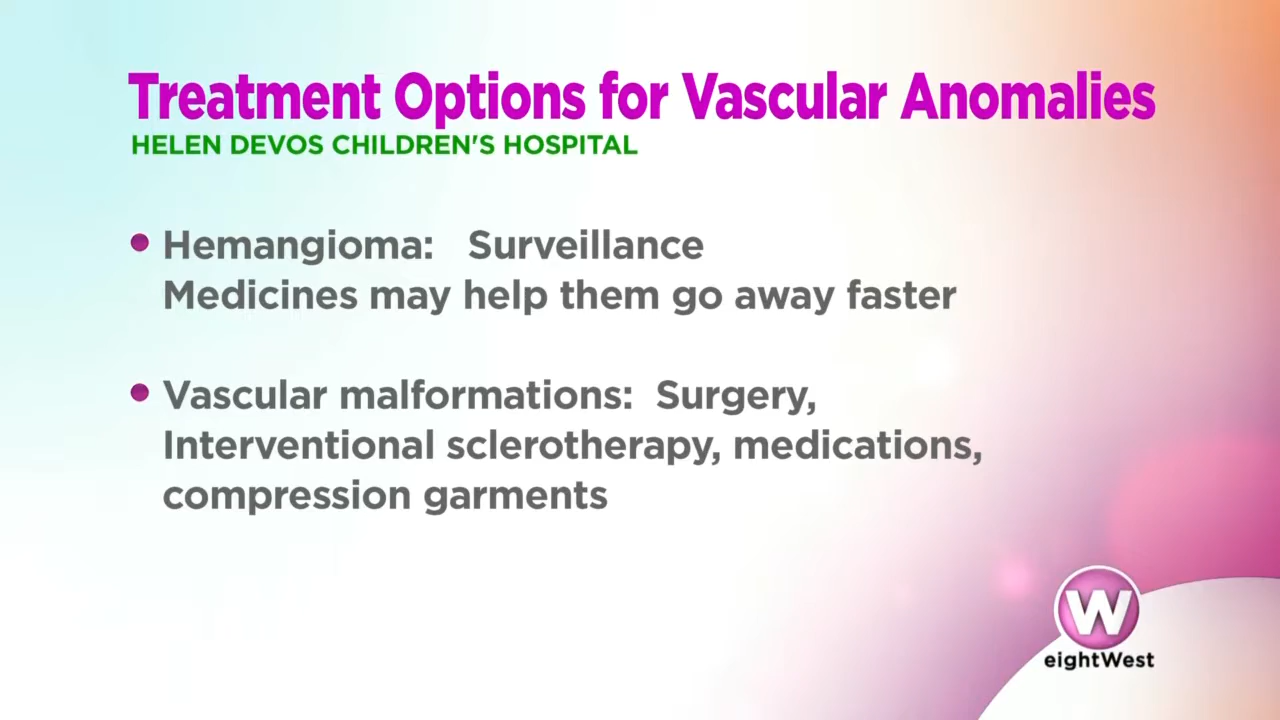 Treatment Options for Vascular Anomalies
HELEN DEVOS CHILDREN'S HOSPITAL
Hemangioma: Surveillance
Medicines may help them go away faster
Vascular malformations: Surgery,
Interventional sclerotherapy, medications,
compression garments
W
eightWest